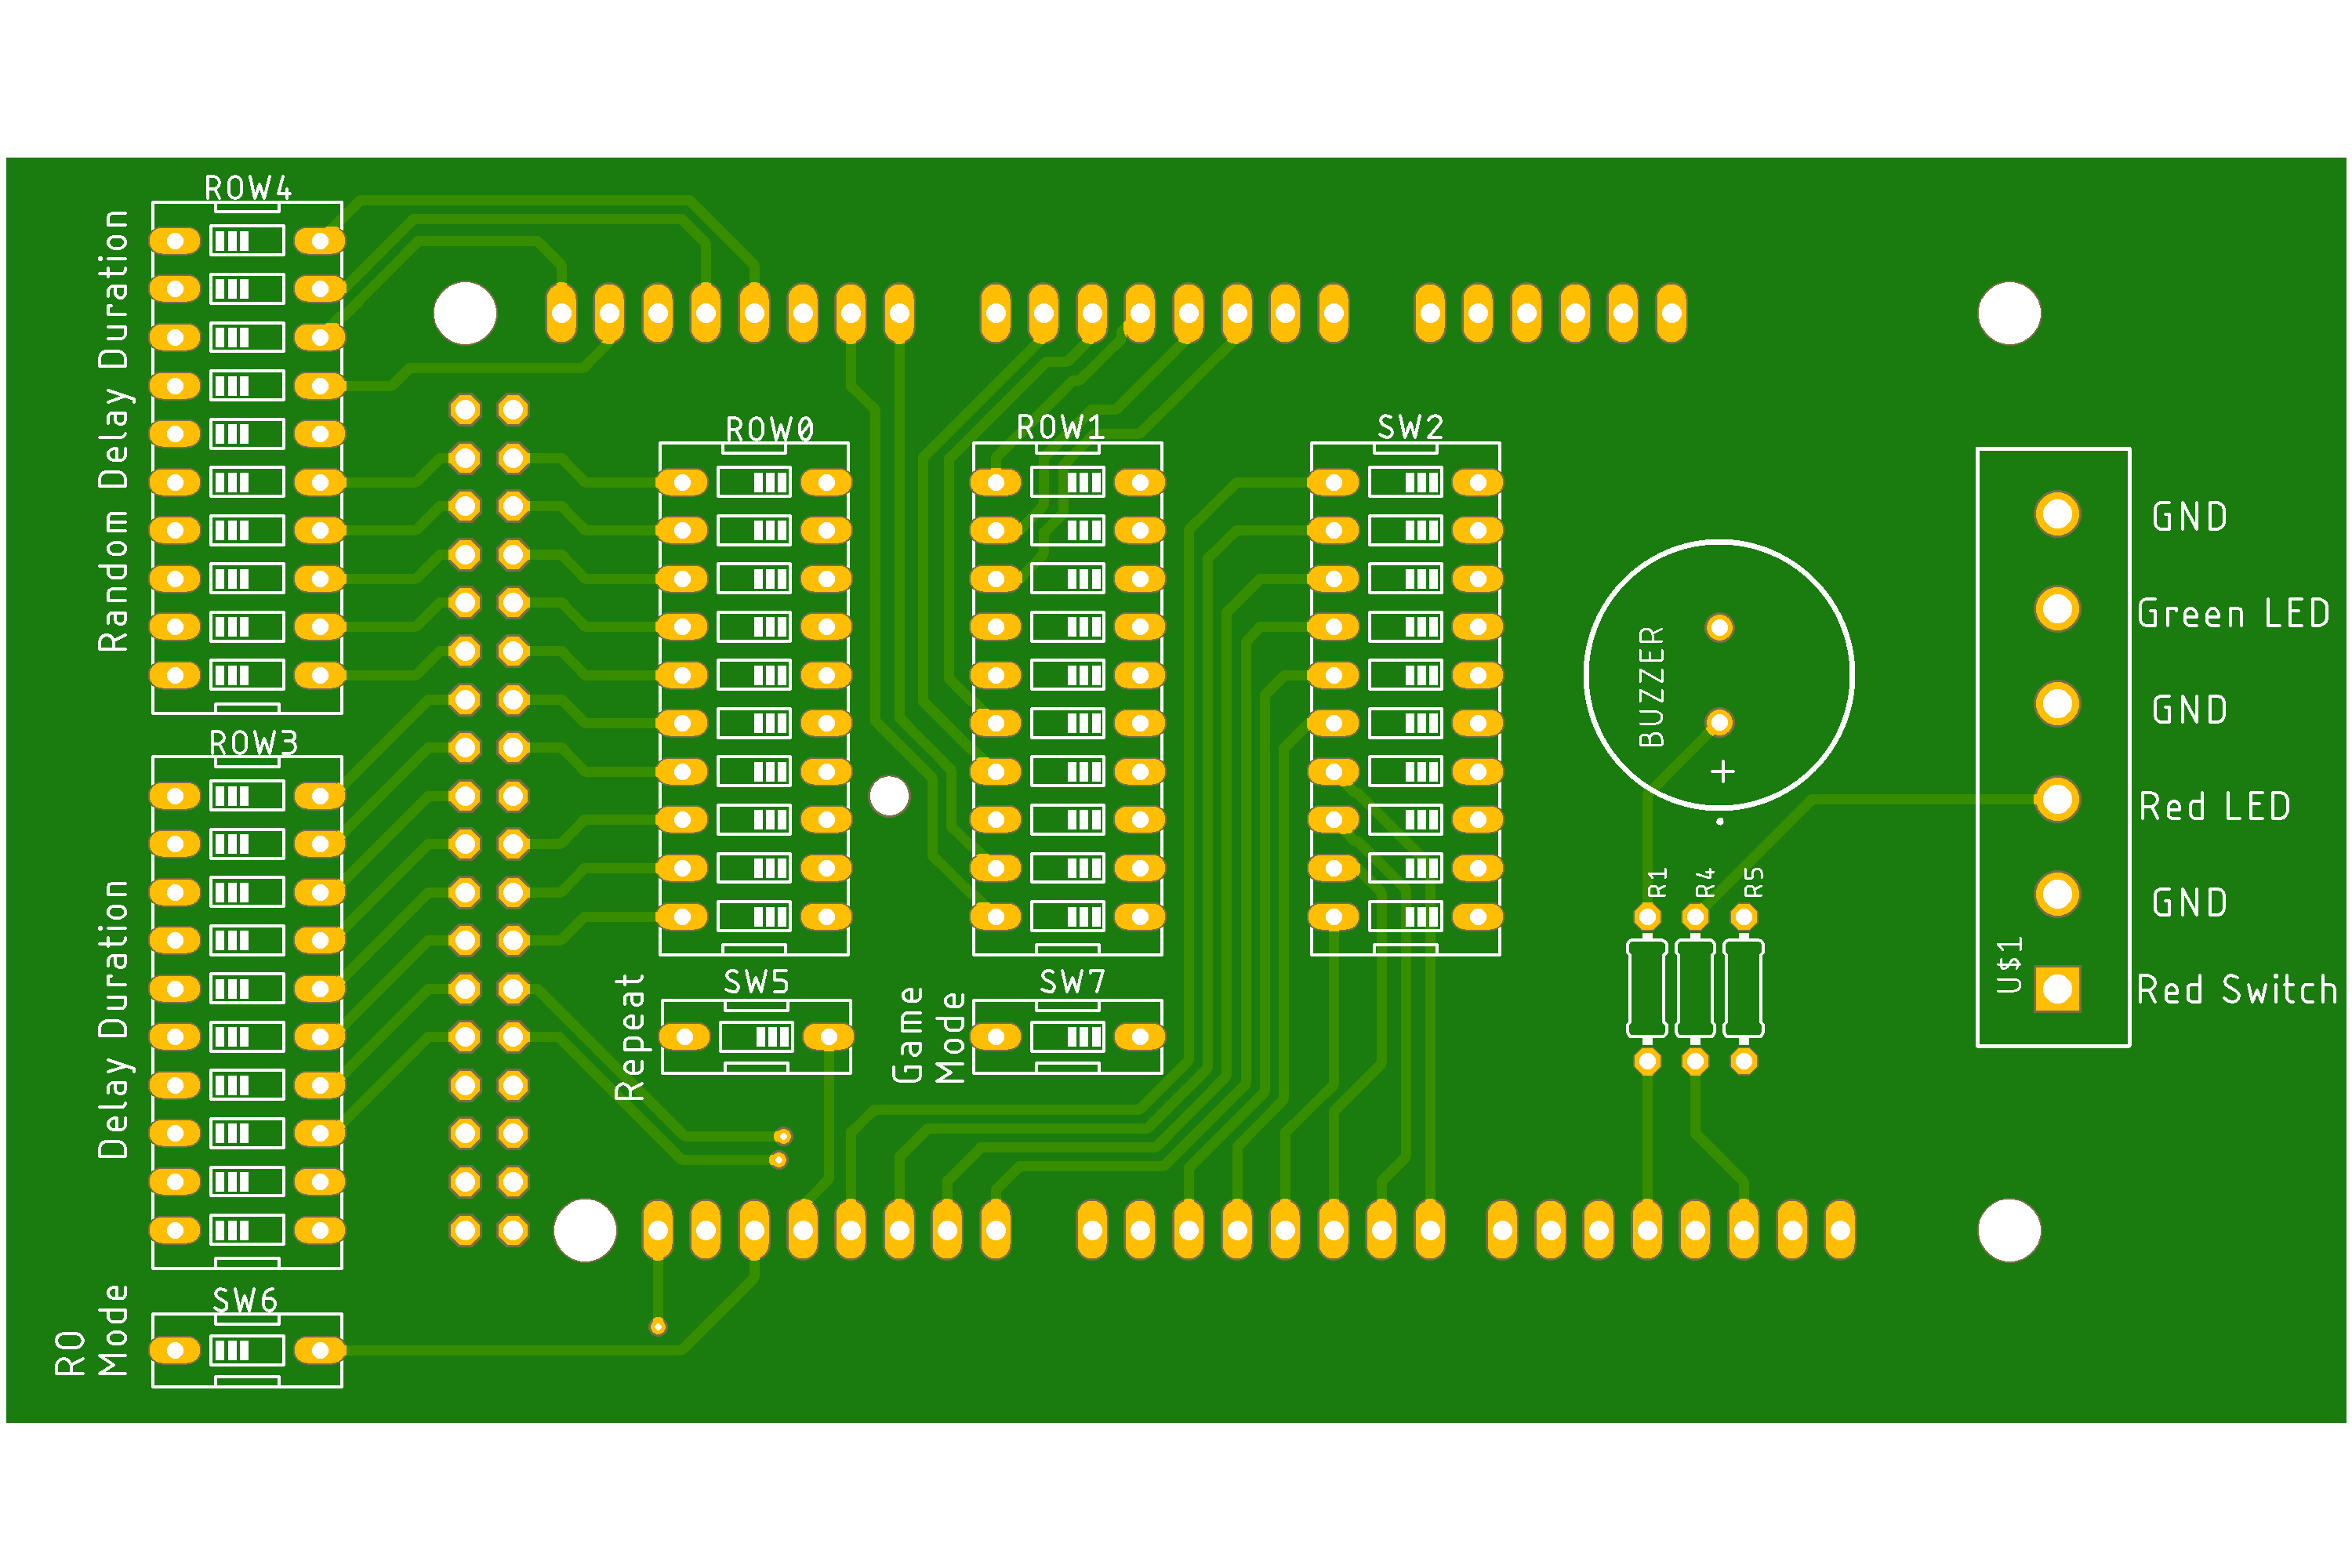 ROW4
Random Delay Duration
ROW0
ROW1
SW2
GND
Green LED
BUZZER
GND
ROW3
+
Red LED
R1
R4
R5
GND
Delay Duration
U$1
Red Switch
Repeat
SW5
Game
Mode
SW7
SW6
RO
Mode